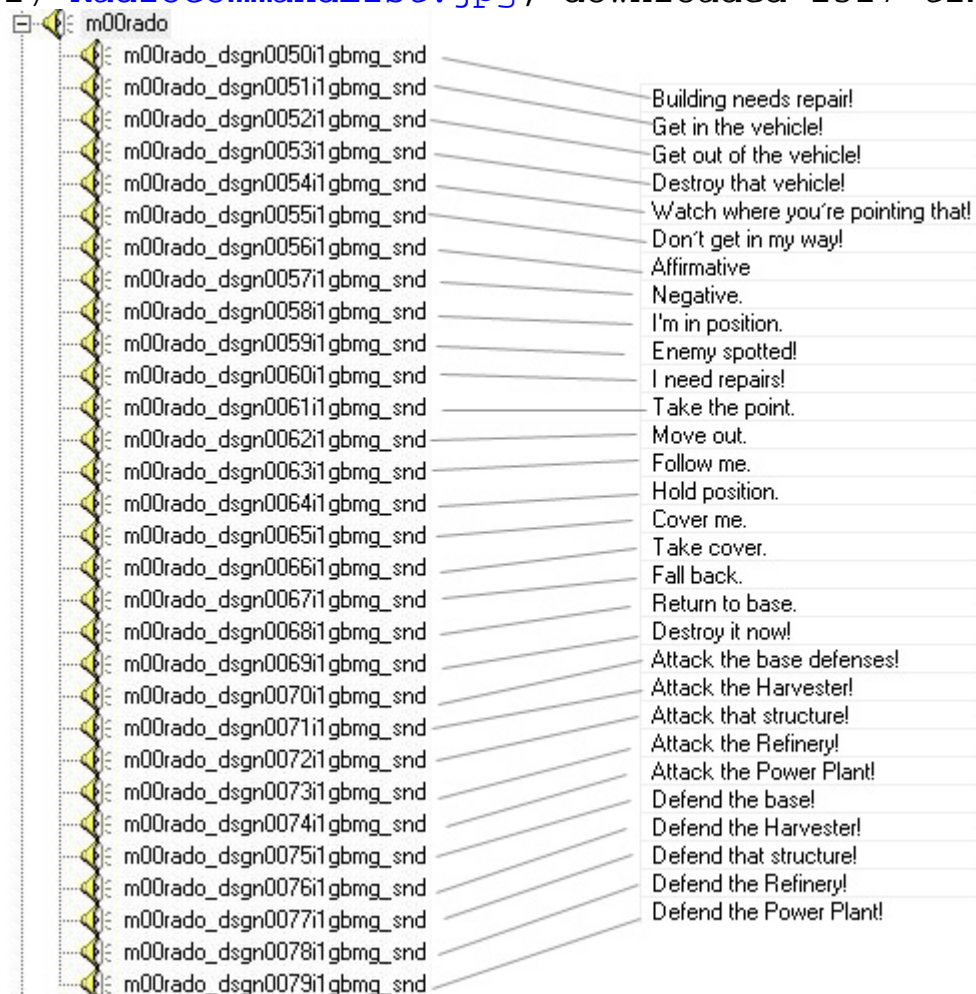 m00rado
m00rado_dsgn0050i1gbmg_snd
m00rado_dsgn0051i1gbmg_snd
m00rado_dsgn0052i1gbmg_snd
m00rado_dsgn0053i1gbmg_snd
m00rado_dsgn0054i1gbmg_snd
m00rado_dsgn0055i1gbmg_snd
m00rado_dsgn0056i1gbmg_snd
m00rado_dsgn0057i1gbmg_snd
m00rado_dsgn0058i1gbmg_snd
m00rado_dsgn0059i1gbmg_snd
m00rado_dsgn0060i1gbmg_snd
m00rado_dsgn0061i1gbmg_snd
m00rado_dsgn0062i1gbmg_snd
m00rado_dsgn0063i1gbmg_snd
m00rado_dsgn0064i1gbmg_snd
m00rado_dsgn0065i1gbmg_snd
m00rado_dsgn0066i1gbmg_snd
m00rado_dsgn0067i1gbmg_snd
m00rado_dsgn0068i1gbmg_snd
m00rado_dsgn0069i1gbmg_snd
m00rado_dsgn0070i1gbmg_snd
m00rado_dsgn0071i1gbmg_snd
m00rado_dsgn0072i1gbmg_snd
m00rado_dsgn0073i1gbmg_snd
m00rado_dsgn0074i1gbmg_snd
m00rado_dsgn0075i1gbmg_snd
m00rado_dsgn0076i1gbmg_snd
m00rado_dsgn0077i1gbmg_snd
m00rado_dsgn0078i1gbmg_snd
m00rado_dsgn0079i1gbmg_snd
Building needs repair!
Get in the vehicle!
Get out of the vehicle!
Destroy that vehicle!
Watch where you´re pointing that!
Don´t get in my way!
Affirmative
Negative.
I'm in position.
Enemy spotted!
I need repairs!
Take the point.
Move out.
Follow me.
Hold position.
Cover me.
Take cover.
Fall back.
Return to base.
Destroy it now!
Attack the base defenses!
Attack the Harvester!
Attack that structure!
Attack the Refinery!
Attack the Power Plant!
Defend the base!
Defend the Harvester!
Defend that structure!
Defend the Refinery!
Defend the Power Plant!